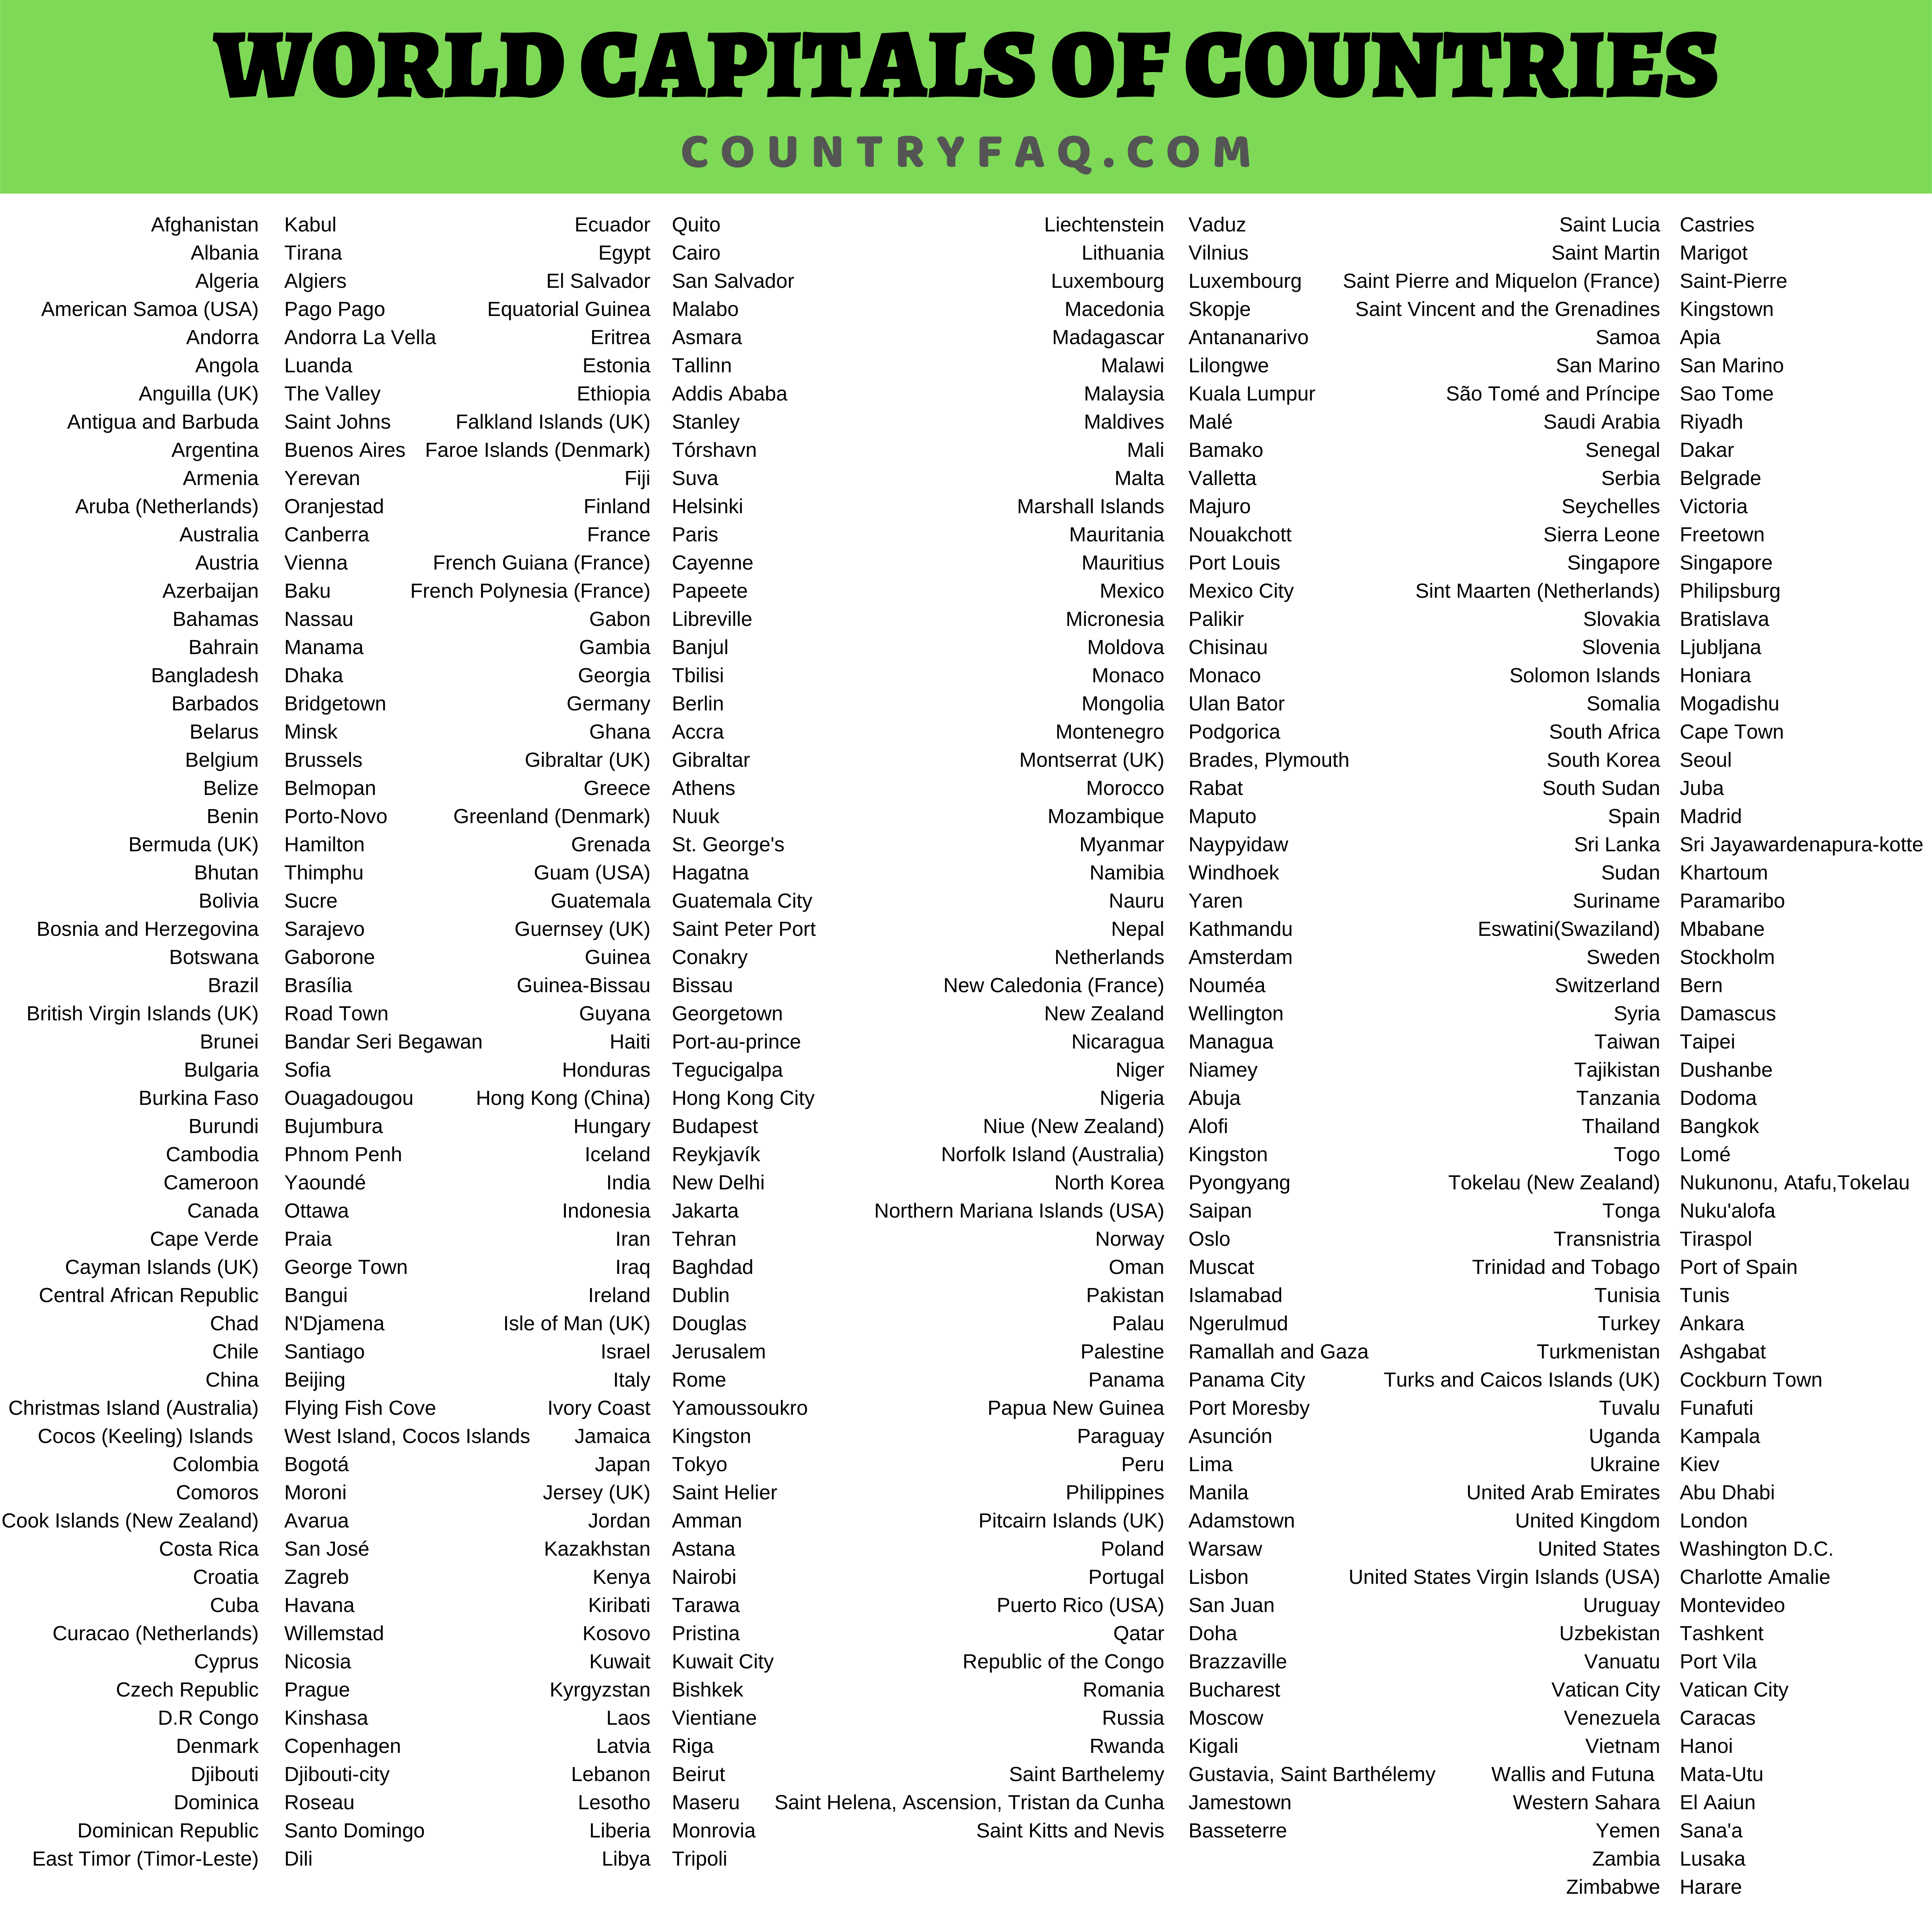 WORLD CAPITALS OF COUNTRIES
COUNTRYFAQ.COM
Afghanistan Kabul
Albania Tirana
Algeria Algiers
American Samoa (USA) Pago Pago
Andorra Andorra La Vella
Angola Luanda
Anguilla (UK) The Valley
Antigua and Barbuda Saint Johns
Argentina Buenos Aires
Armenia Yerevan
Aruba (Netherlands) Oranjestad
Australia Canberra
Austria Vienna
Azerbaijan Baku
Bahamas Nassau
Bahrain Manama
Bangladesh Dhaka
Barbados Bridgetown
Belarus Minsk
Belgium Brussels
Belize Belmopan
Benin Porto-Novo
Bermuda (UK) Hamilton
Bhutan Thimphu
Bolivia Sucre
Bosnia and Herzegovina Sarajevo
Botswana Gaborone
Brazil Brasília
British Virgin Islands (UK) Road Town
Brunei Bandar Seri Begawan
Bulgaria Sofia
Burkina Faso Ouagadougou
Burundi Bujumbura
Cambodia Phnom Penh
Cameroon Yaoundé
Canada Ottawa
Cape Verde Praia
Cayman Islands (UK) George Town
Central African Republic Bangui
Chad N'Djamena
Chile Santiago
China Beijing
Christmas Island (Australia) Flying Fish Cove
Cocos (Keeling) Islands West Island, Cocos Islands
Colombia Bogotá
Comoros Moroni
Cook Islands (New Zealand) Avarua
Costa Rica San José
Croatia Zagreb
Cuba Havana
Curacao (Netherlands) Willemstad
Cyprus Nicosia
Czech Republic Prague
D.R Congo Kinshasa
Denmark Copenhagen
Djibouti Djibouti-city
Dominica Roseau
Dominican Republic Santo Domingo
East Timor (Timor-Leste) Dili
Ecuador Quito
Egypt Cairo
El Salvador San Salvador
Equatorial Guinea Malabo
Eritrea Asmara
Estonia Tallinn
Ethiopia Addis Ababa
Falkland Islands (UK) Stanley
Faroe Islands (Denmark) Tórshavn
Fiji Suva
Finland Helsinki
France Paris
French Guiana (France) Cayenne
French Polynesia (France) Papeete
Gabon Libreville
Gambia Banjul
Georgia Tbilisi
Germany Berlin
Ghana Accra
Gibraltar (UK) Gibraltar
Greece Athens
Greenland (Denmark) Nuuk
Grenada St. George's
Guam (USA) Hagatna
Guatemala Guatemala City
Guernsey (UK) Saint Peter Port
Guinea Conakry
Guinea-Bissau Bissau
Guyana Georgetown
Haiti Port-au-prince
Honduras Tegucigalpa
Hong Kong (China) Hong Kong City
Hungary Budapest
Iceland Reykjavík
India New Delhi
Indonesia Jakarta
Iran Tehran
Iraq Baghdad
Ireland Dublin
Isle of Man (UK) Douglas
Israel Jerusalem
Italy Rome
Ivory Coast Yamoussoukro
Jamaica Kingston
Japan Tokyo
Jersey (UK) Saint Helier
Jordan Amman
Kazakhstan Astana
Kenya Nairobi
Kiribati Tarawa
Kosovo Pristina
Kuwait Kuwait City
Kyrgyzstan Bishkek
Laos Vientiane
Latvia Riga
Lebanon Beirut
Lesotho Maseru
Liberia Monrovia
Libya Tripoli
Liechtenstein Vaduz
Lithuania Vilnius
Luxembourg Luxembourg
Macedonia Skopje
Madagascar Antananarivo
Malawi Lilongwe
Malaysia Kuala Lumpur
Maldives Malé
Mali Bamako
Malta Valletta
Marshall Islands Majuro
Mauritania Nouakchott
Mauritius Port Louis
Mexico Mexico City
Micronesia Palikir
Moldova Chisinau
Monaco Monaco
Mongolia Ulan Bator
Montenegro Podgorica
Montserrat (UK) Brades, Plymouth
Morocco Rabat
Mozambique Maputo
Myanmar Naypyidaw
Namibia Windhoek
Nauru Yaren
Nepal Kathmandu
Netherlands Amsterdam
New Caledonia (France) Nouméa
New Zealand Wellington
Nicaragua Managua
Niger Niamey
Nigeria Abuja
Niue (New Zealand) Alofi
Norfolk Island (Australia) Kingston
North Korea Pyongyang
Northern Mariana Islands (USA) Saipan
Norway Oslo
Oman Muscat
Pakistan Islamabad
Palau Ngerulmud
Palestine Ramallah and Gaza
Panama Panama City
Papua New Guinea Port Moresby
Paraguay Asunción
Peru Lima
Philippines Manila
Pitcairn Islands (UK) Adamstown
Poland Warsaw
Portugal Lisbon
Puerto Rico (USA) San Juan
Qatar Doha
Republic of the Congo Brazzaville
Romania Bucharest
Russia Moscow
Rwanda Kigali
Saint Barthelemy Gustavia, Saint Barthélemy
Saint Helena, Ascension, Tristan da Cunha Jamestown
Saint Kitts and Nevis Basseterre
Saint Lucia Castries
Saint Martin Marigot
Saint Pierre and Miquelon (France) Saint-Pierre
Saint Vincent and the Grenadines Kingstown
Samoa Apia
San Marino San Marino
São Tomé and Príncipe Sao Tome
Saudi Arabia Riyadh
Senegal Dakar
Serbia Belgrade
Seychelles Victoria
Sierra Leone Freetown
Singapore Singapore
Sint Maarten (Netherlands) Philipsburg
Slovakia Bratislava
Slovenia Ljubljana
Solomon Islands Honiara
Somalia Mogadishu
South Africa Cape Town
South Korea Seoul
South Sudan Juba
Spain Madrid
Sri Lanka Sri Jayawardenapura-kotte
Sudan Khartoum
Suriname Paramaribo
Eswatini(Swaziland) Mbabane
Sweden Stockholm
Switzerland Bern
Syria Damascus
Taiwan Taipei
Tajikistan Dushanbe
Tanzania Dodoma
Thailand Bangkok
Togo Lomé
Tokelau (New Zealand) Nukunonu, Atafu,Tokelau
Tonga Nuku'alofa
Transnistria Tiraspol
Trinidad and Tobago Port of Spain
Tunisia Tunis
Turkey Ankara
Turkmenistan Ashgabat
Turks and Caicos Islands (UK) Cockburn Town
Tuvalu Funafuti
Uganda Kampala
Ukraine Kiev
United Arab Emirates Abu Dhabi
United Kingdom London
United States Washington D.C.
United States Virgin Islands (USA) Charlotte Amalie
Uruguay Montevideo
Uzbekistan Tashkent
Vanuatu Port Vila
Vatican City Vatican City
Venezuela Caracas
Vietnam Hanoi
Wallis and Futuna Mata-Utu
Western Sahara El Aaiun
Yemen Sana'a
Zambia Lusaka
Zimbabwe Harare